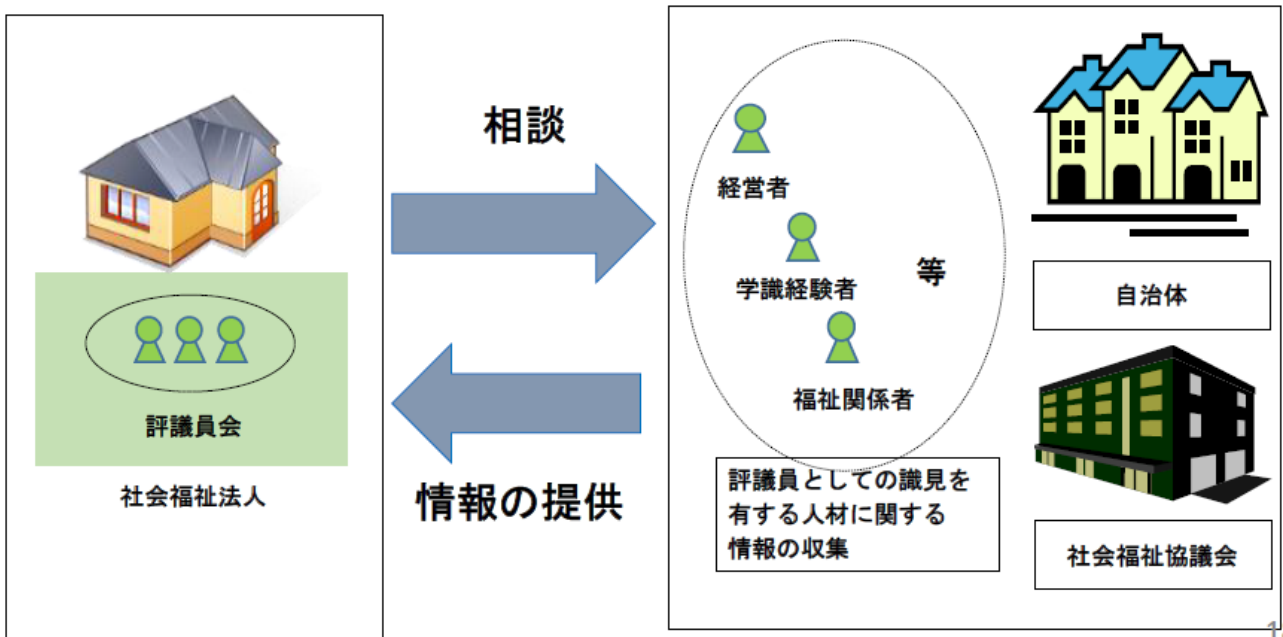 評議員会
社会福祉法人
相談
情報の提供
経営者
学識経験者
等
福祉関係者
評議員としての識見を
有する人材に関する
情報の収集
自治体
社会福祉協議会
1